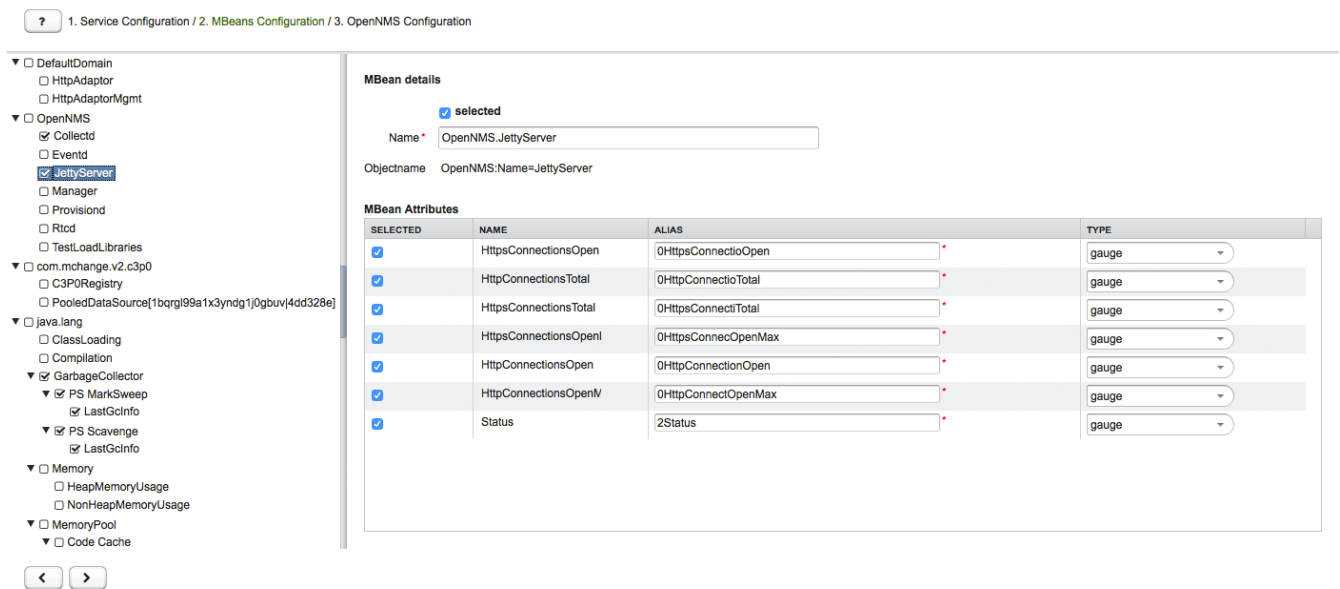 ? 1. Service Configuration / 2. MBeans Configuration / 3. OpenNMS Configuration
DefaultDomain
HttpAdaptor
HttpAdaptorMgmt
OpenNMS
Collectd
Eventd
JettyServer
Manager
Provisiond
Rtcd
TestLoadLibraries
com.mchange.v2.c3p0
C3P0Registry
PooledDataSource[1bqrgl99a1x3yndg1j0gbuv|4dd328e]
java.lang
ClassLoading
Compilation
GarbageCollector
PS MarkSweep
LastGcInfo
PS Scavenge
LastGcInfo
Memory
HeapMemoryUsage
NonHeapMemoryUsage
MemoryPool
Code Cache
MBean details
selected
Name * OpenNMS.JettyServer
Objectname OpenNMS:Name=JettyServer
MBean Attributes
SELECTED NAME ALIAS TYPE
HttpsConnectionsOpen 0HttpsConnectioOpen * gauge
HttpConnectionsTotal 0HttpConnectioTotal * gauge
HttpsConnectionsTotal 0HttpsConnectiTotal * gauge
HttpsConnectionsOpenI 0HttpsConnecOpenMax * gauge
HttpConnectionsOpen 0HttpConnectionOpen * gauge
HttpConnectionsOpenM 0HttpConnectOpenMax * gauge
Status 2Status * gauge